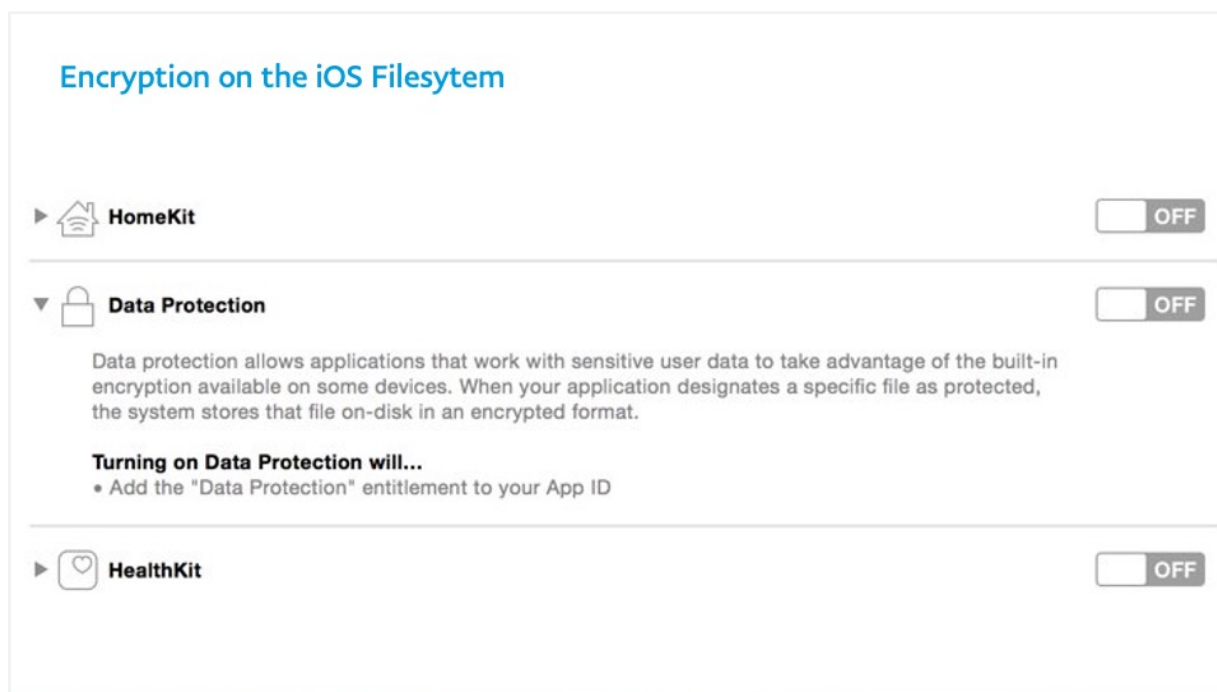 Encryption on the iOS Filesytem
HomeKit
OFF
Data Protection
OFF
Data protection allows applications that work with sensitive user data to take advantage of the built-in
encryption available on some devices. When your application designates a specific file as protected,
the system stores that file on-disk in an encrypted format.
Turning on Data Protection will...
• Add the "Data Protection" entitlement to your App ID
HealthKit
OFF